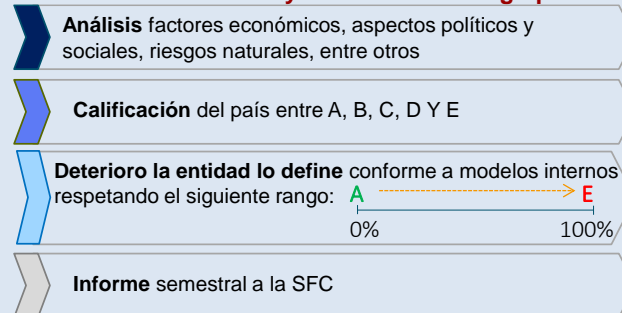 Análisis factores económicos, aspectos políticos y
sociales, riesgos naturales, entre otros
Calificación del país entre A, B, C, D Y E
Deterioro la entidad lo define conforme a modelos internos
respetando el siguiente rango: A E
0% 100%
Informe semestral a la SFC